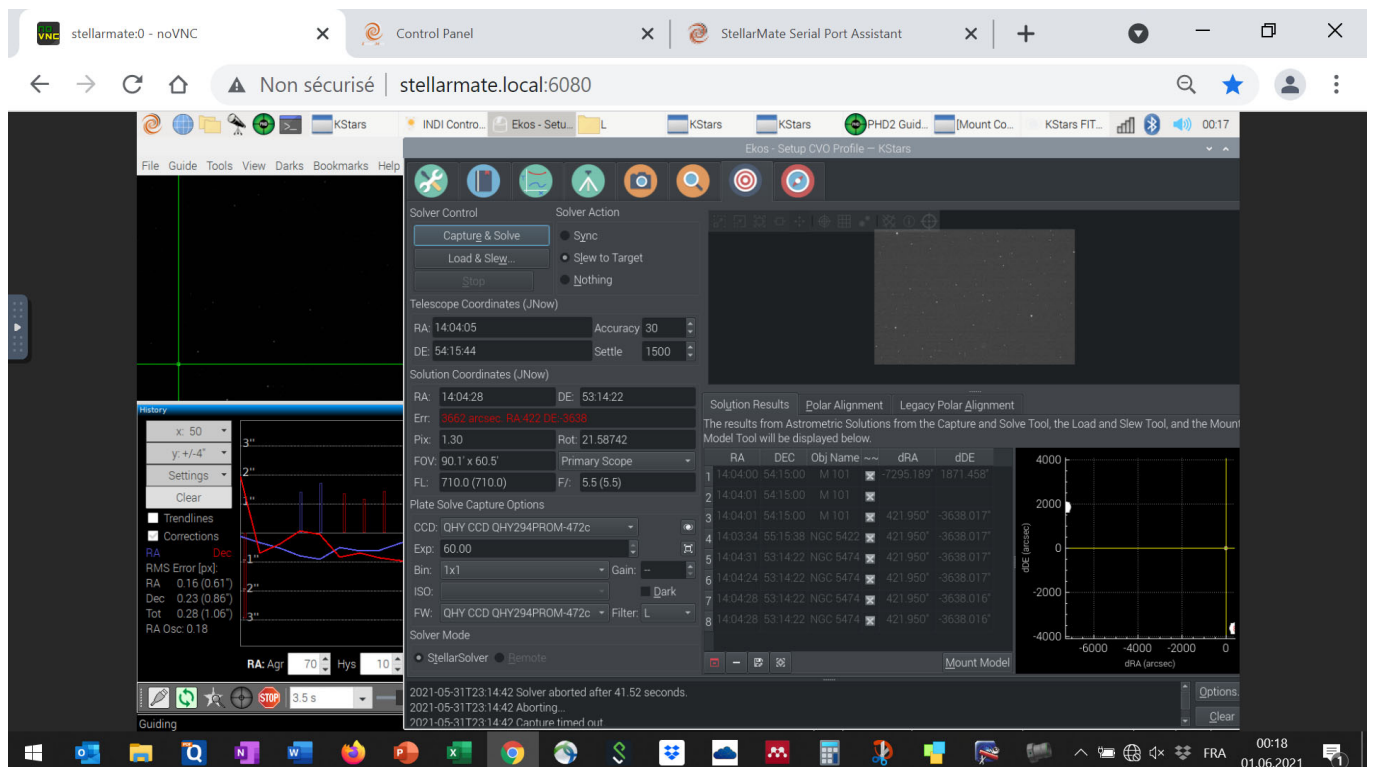 stellarmate:0 - noVNC
Control Panel
StellarMate Serial Port Assistant
Non sécurisé
stellarmate.local:6080
KStars
INDI Contro...
Ekos - Setu...
L
KStars
KStars
PHD2 Guid...
[Mount Co...
KStars FIT...
00:17
Ekos - Setup CVO Profile — KStars
File Guide Tools View Darks Bookmarks Help
Solver Control
Solver Action
Capture & Solve
Sync
Load & Slew...
Slew to Target
Stop
Nothing
Telescope Coordinates (JNow)
RA: 14:04:05
Accuracy 30
DE: 54:15:44
Settle 1500
Solution Coordinates (JNow)
RA: 14:04:28
DE: 53:14:22
Err: 3662 arcsec. RA:422 DE:-3638
Pix: 1.30
Rot: 21.58742
FOV: 90.1' x 60.5'
Primary Scope
FL: 710.0 (710.0)
F/: 5.5 (5.5)
Plate Solve Capture Options
CCD: QHY CCD QHY294PROM-472c
Exp: 60.00
Bin: 1x1
Gain: --
ISO:
Dark
FW: QHY CCD QHY294PROM-472c
Filter: L
Solver Mode
StellarSolver
Remote
Solution Results
Polar Alignment
Legacy Polar Alignment
The results from Astrometric Solutions from the Capture and Solve Tool, the Load and Slew Tool, and the Mount
Model Tool will be displayed below.
RA DEC Obj Name ~~ dRA dDE
1 14:04:00 54:15:00 M 101 -7295.189" 1871.458"
2 14:04:01 54:15:00 M 101
3 14:04:01 54:15:00 M 101 421.950" -3638.017"
4 14:03:34 55:15:38 NGC 5422 421.950" -3638.017"
5 14:04:31 54:14:22 NGC 5474 421.950" -3638.017"
6 14:04:24 53:14:22 NGC 5474 421.950" -3638.017"
7 14:04:28 53:14:22 NGC 5474 421.950" -3638.016"
8 14:04:28 53:14:22 NGC 5474 421.950" -3638.016"
Mount Model
4000
2000
0
-2000
-4000
dDE (arcsec)
-6000 -4000 -2000 0
dRA (arcsec)
History
x: 50
y: +/-4"
Settings
Clear
Trendlines
Corrections
RA Dec
RMS Error [px]:
RA 0.16 (0.61")
Dec 0.23 (0.86")
Tot 0.28 (1.06")
RA Osc: 0.18
3"
2"
1"
-1"
-2"
-3"
RA: Agr 70 Hys 10
3.5 s
Guiding
2021-05-31T23:14:42 Solver aborted after 41.52 seconds.
2021-05-31T23:14:42 Aborting...
2021-05-31T23:14:42 Capture timed out
Options.
Clear
FRA
00:18
01.06.2021